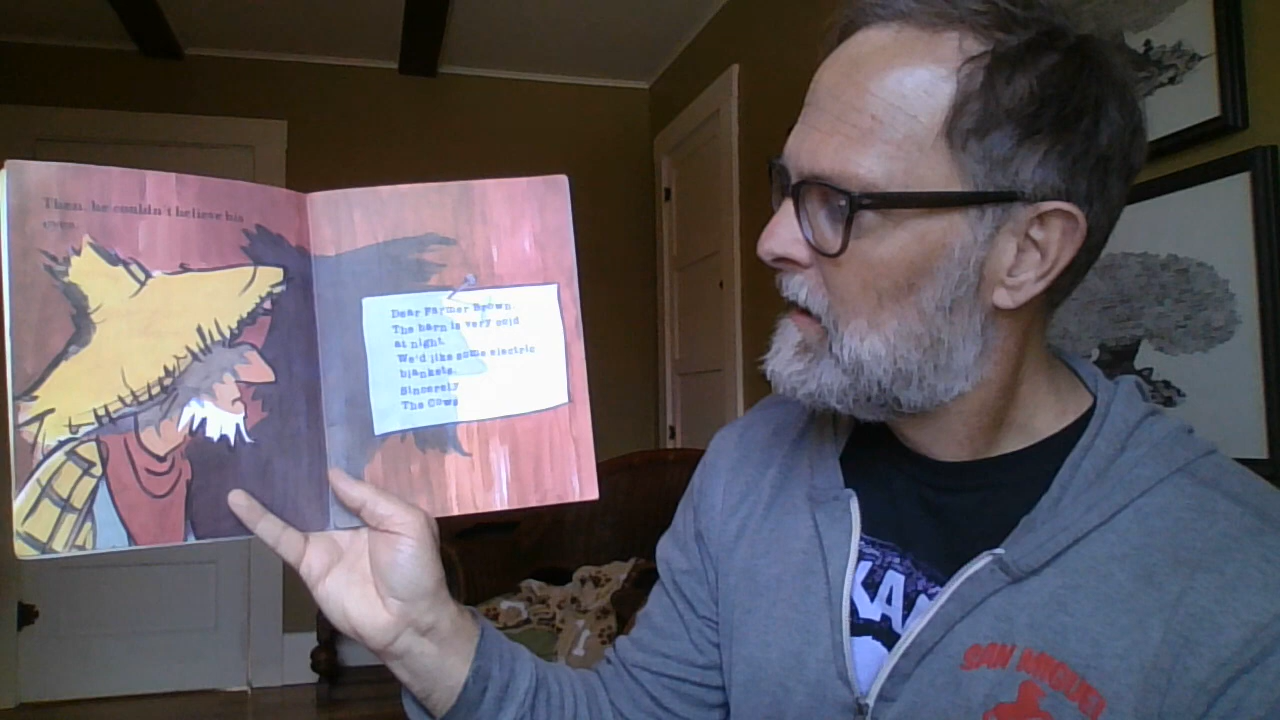 Then, he couldn't believe his
eyes.
Dear Farmer Brown,
The barn is very cold
at night.
We'd like some electric
blankets.
Sincerely
The Cows
KA
SAN MIGUEL